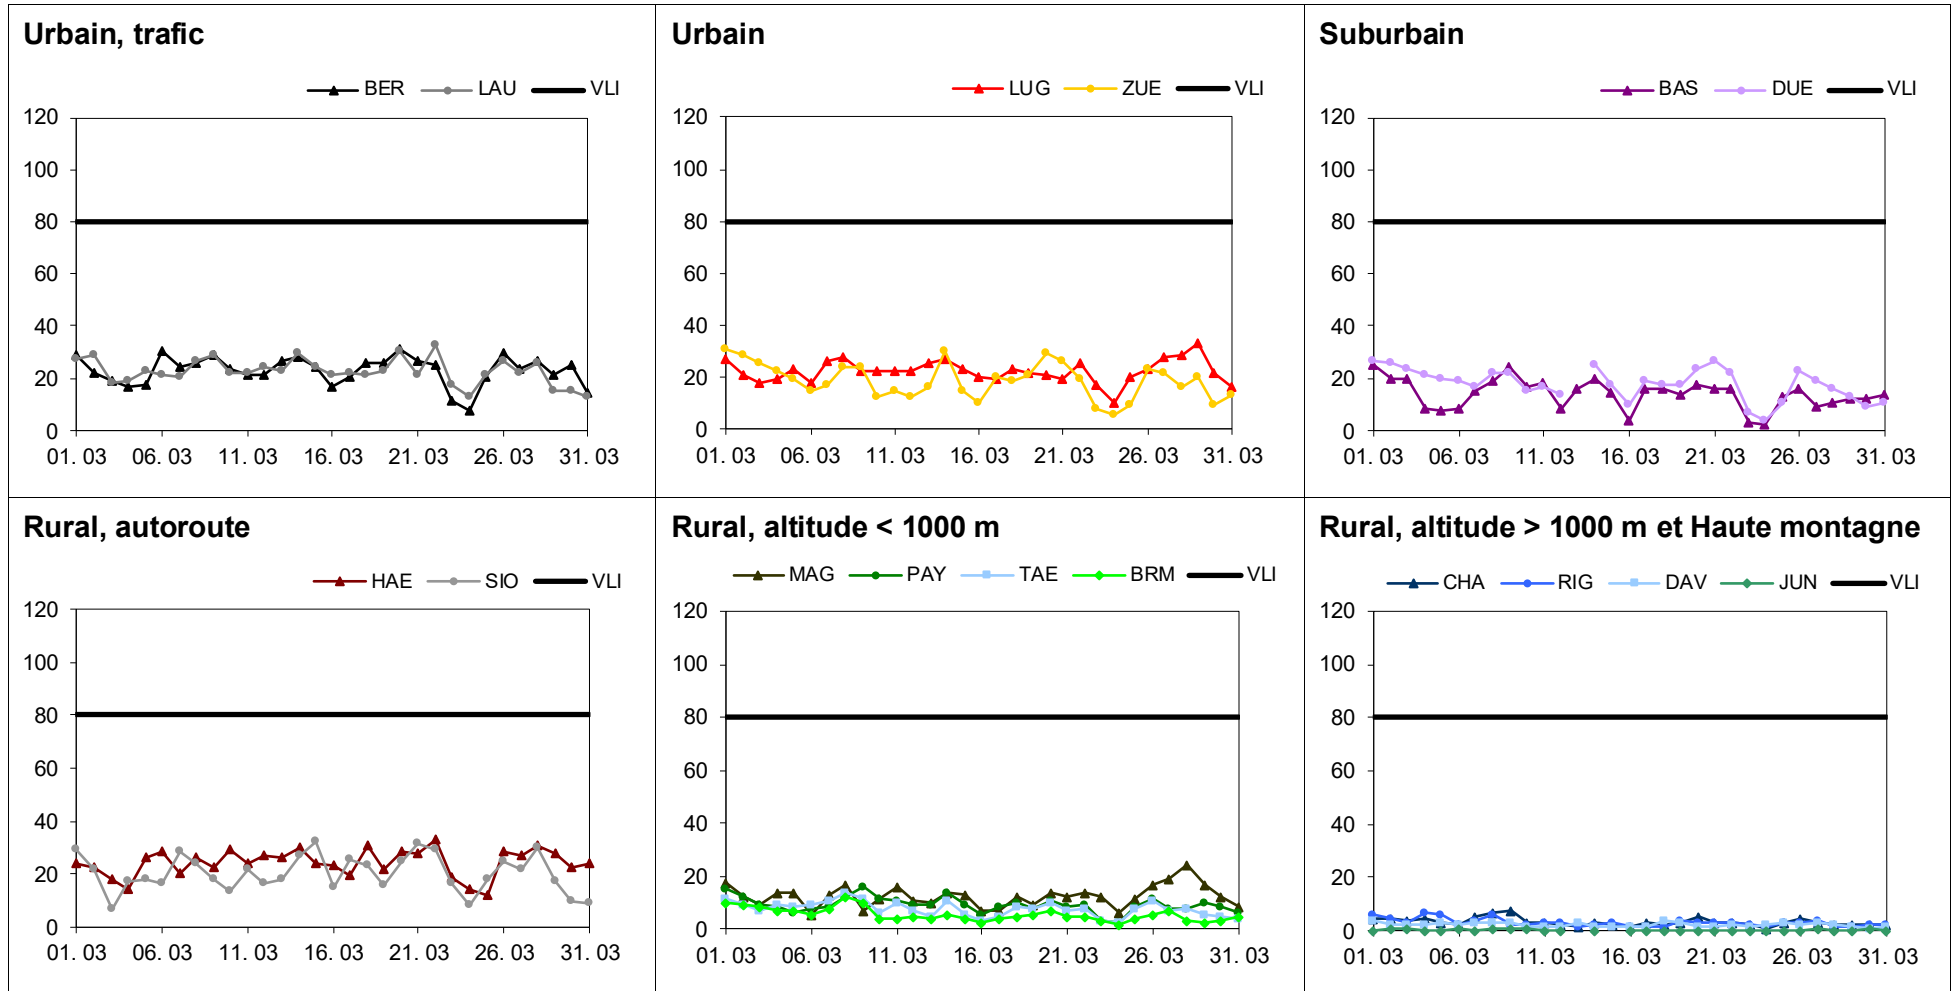 Urbain, trafic
BER LAU VLI
120
100
80
60
40
20
0
01. 03 06. 03 11. 03 16. 03 21. 03 26. 03 31. 03
Urbain
LUG ZUE VLI
120
100
80
60
40
20
0
01. 03 06. 03 11. 03 16. 03 21. 03 26. 03 31. 03
Suburbain
BAS DUE VLI
120
100
80
60
40
20
0
01. 03 06. 03 11. 03 16. 03 21. 03 26. 03 31. 03
Rural, autoroute
HAE SIO VLI
120
100
80
60
40
20
0
01. 03 06. 03 11. 03 16. 03 21. 03 26. 03 31. 03
Rural, altitude < 1000 m
MAG PAY TAE BRM VLI
120
100
80
60
40
20
0
01. 03 06. 03 11. 03 16. 03 21. 03 26. 03 31. 03
Rural, altitude > 1000 m et Haute montagne
CHA RIG DAV JUN VLI
120
100
80
60
40
20
0
01. 03 06. 03 11. 03 16. 03 21. 03 26. 03 31. 03